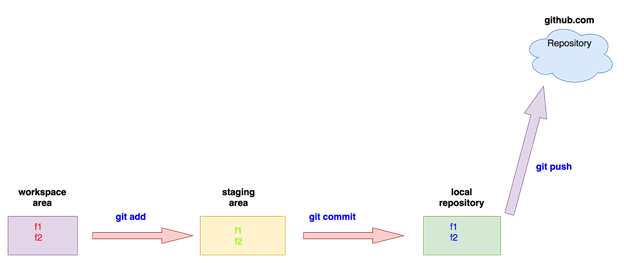 github.com
Repository
git push
workspace
area
staging
area
local
repository
git add
git commit
f1
f2
f1
f2
f1
f2